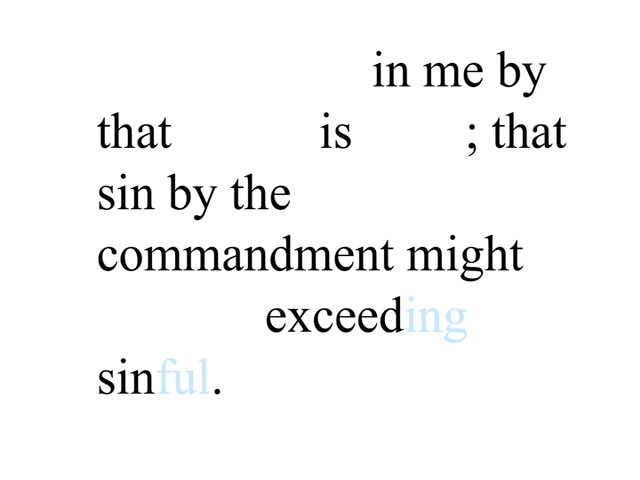 in me by
that is ; that
sin by the
commandment might
exceeding
sinful.